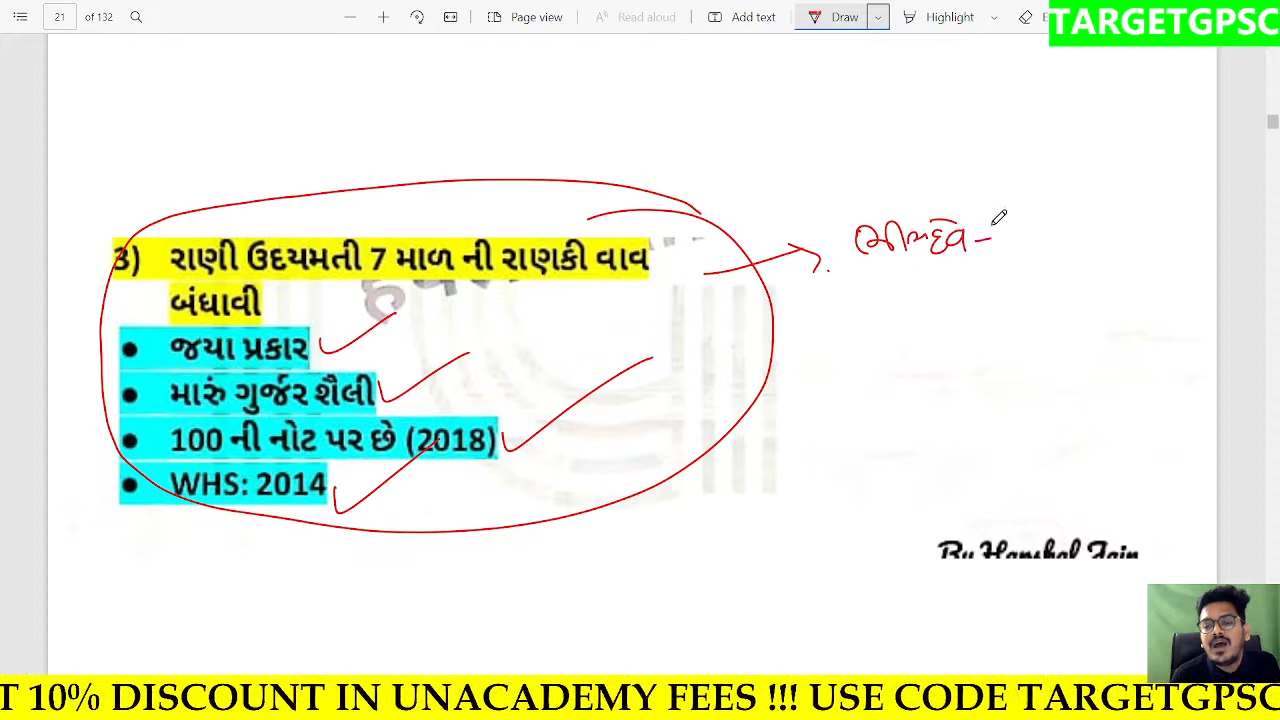 21
of 132
Page view
Read aloud
Add text
Draw
Highlight
TARGETGPSC
ભીમદેવ -
3) રાણી ઉદયમતી 7 માળ ની રાણકી વાવ
બંધાવી
● જયા પ્રકાર
● મારું ગુર્જર શૈલી
● 100 ની નોટ પર છે (2018)
● WHS: 2014
By Harshal Jain
T 10% DISCOUNT IN UNACADEMY FEES !!! USE CODE TARGETGPSC